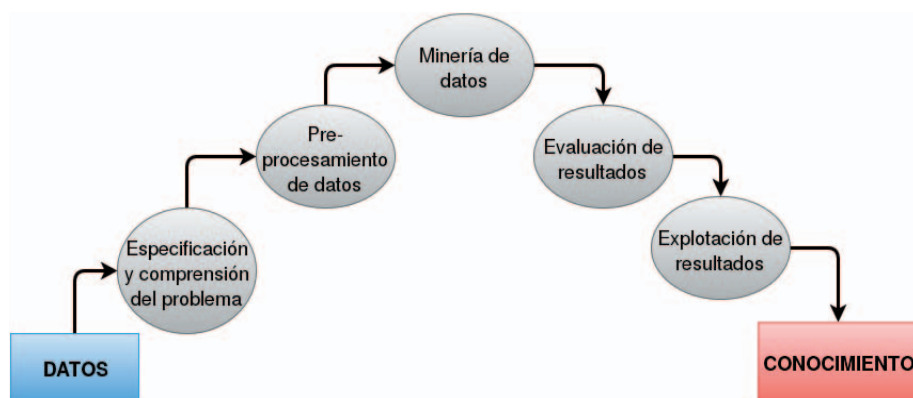 DATOS
Especificación
y comprensión
del problema
Pre-
procesamiento
de datos
Minería de
datos
Evaluación de
resultados
Explotación de
resultados
CONOCIMIENTO